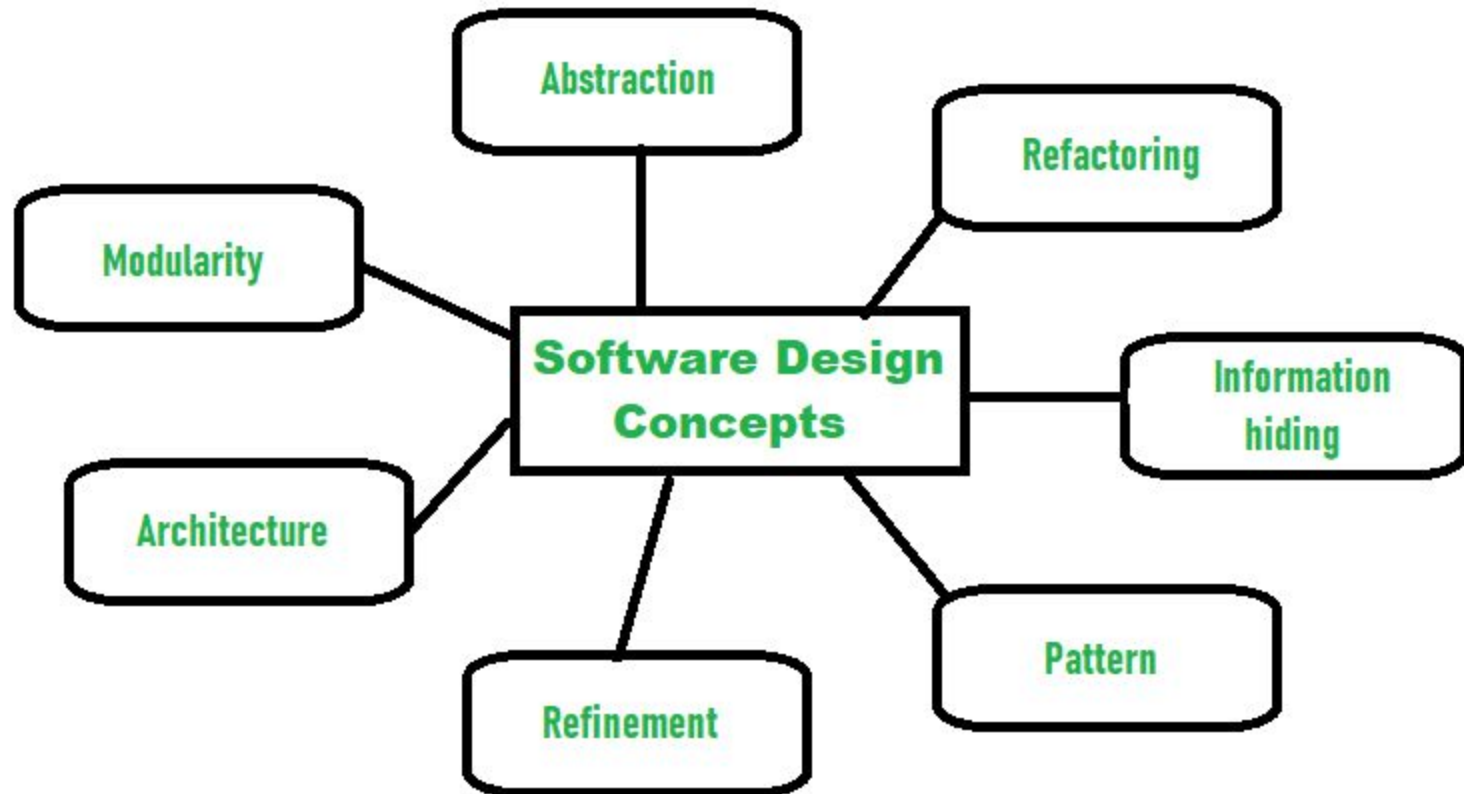 Abstraction
Refactoring
Modularity
Software Design
Concepts
Information
hiding
Architecture
Pattern
Refinement